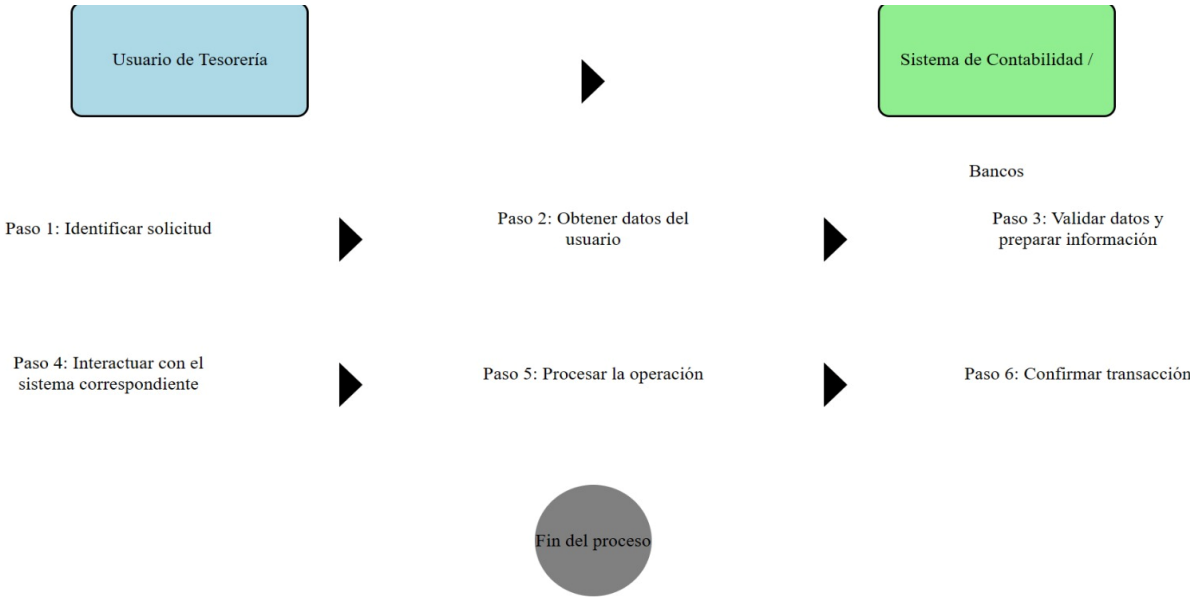 Usuario de Tesorería
Sistema de Contabilidad /
Bancos
Paso 1: Identificar solicitud
Paso 2: Obtener datos del
usuario
Paso 3: Validar datos y
preparar información
Paso 4: Interactuar con el
sistema correspondiente
Paso 5: Procesar la operación
Paso 6: Confirmar transacción
Fin del proceso